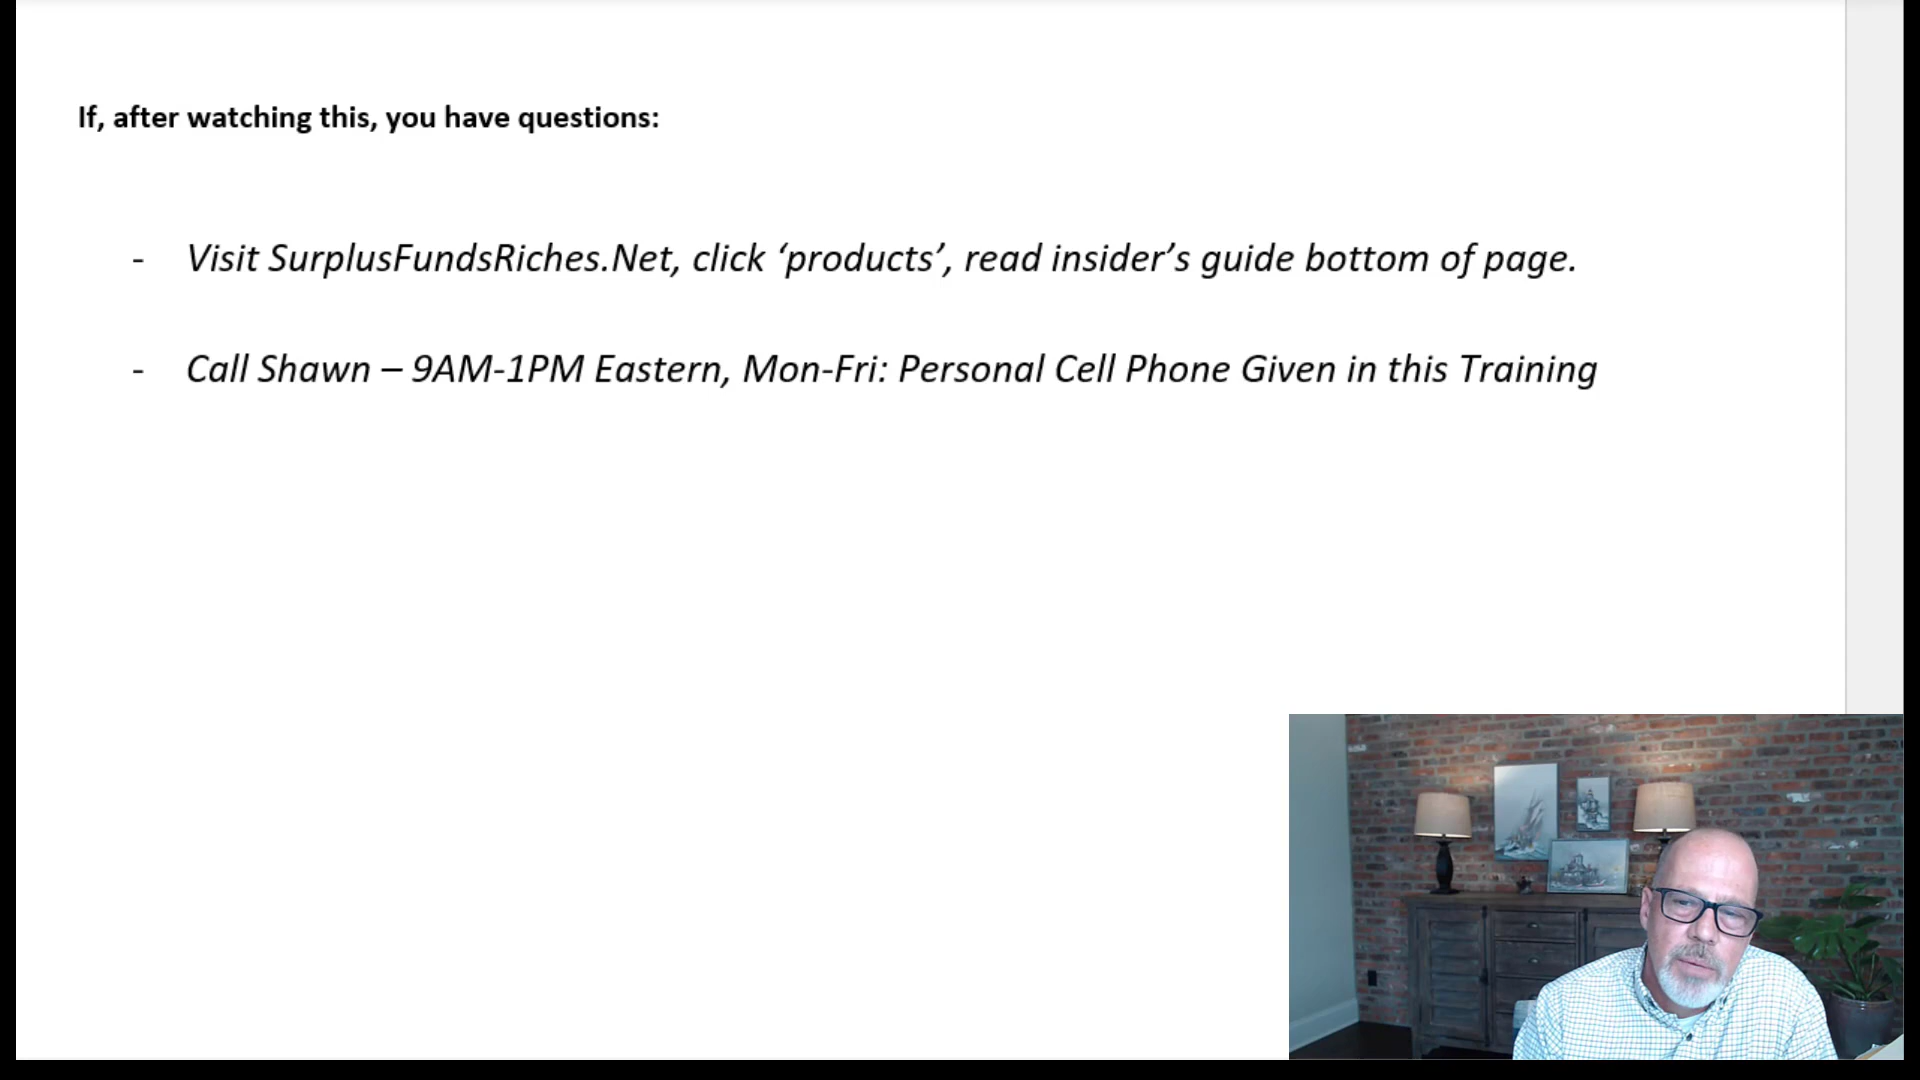 If, after watching this, you have questions:
- Visit SurplusFundsRiches.Net, click ‘products’, read insider’s guide bottom of page.
- Call Shawn – 9AM-1PM Eastern, Mon-Fri: Personal Cell Phone Given in this Training